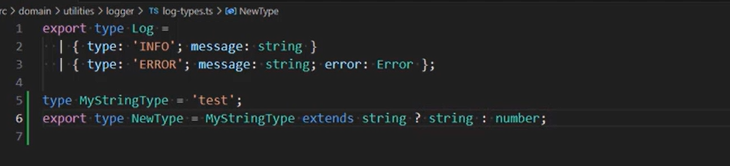 rc > domain > utilities > logger > TS log-types.ts > NewType
1 export type Log =
2 | { type: 'INFO'; message: string }
3 | { type: 'ERROR'; message: string; error: Error };
4
5 type MyStringType = 'test';
6 export type NewType = MyStringType extends string ? string : number;
7